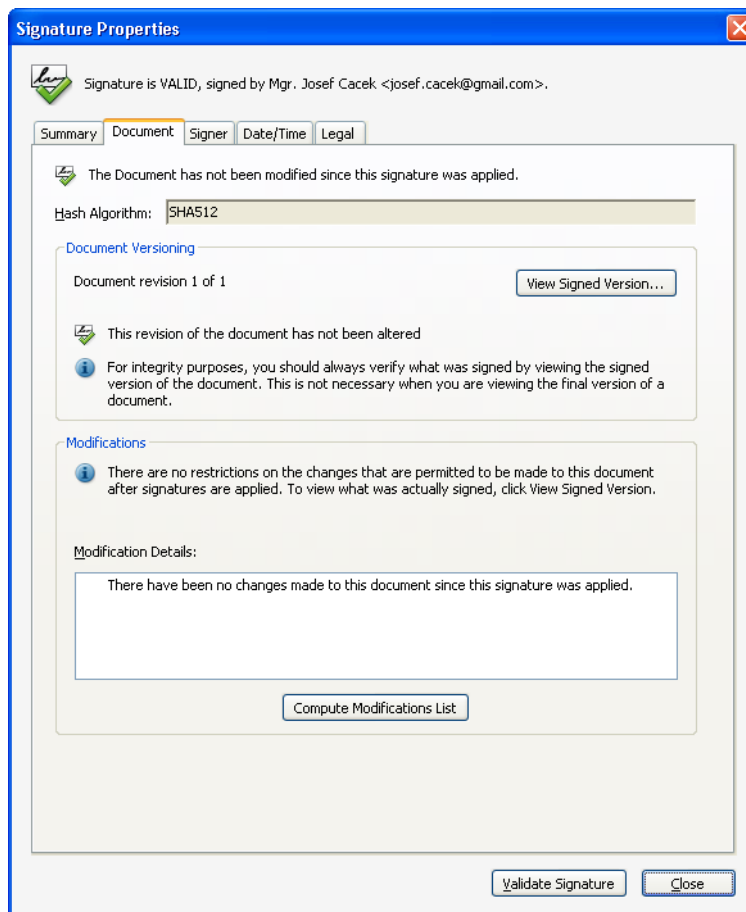 Signature Properties
Signature is VALID, signed by Mgr. Josef Cacek <josef.cacek@gmail.com>.
Summary Document Signer Date/Time Legal
The Document has not been modified since this signature was applied.
Hash Algorithm: SHA512
Document Versioning
Document revision 1 of 1 View Signed Version...
This revision of the document has not been altered
For integrity purposes, you should always verify what was signed by viewing the signed
version of the document. This is not necessary when you are viewing the final version of a
document.
Modifications
There are no restrictions on the changes that are permitted to be made to this document
after signatures are applied. To view what was actually signed, click View Signed Version.
Modification Details:
There have been no changes made to this document since this signature was applied.
Compute Modifications List
Validate Signature Close